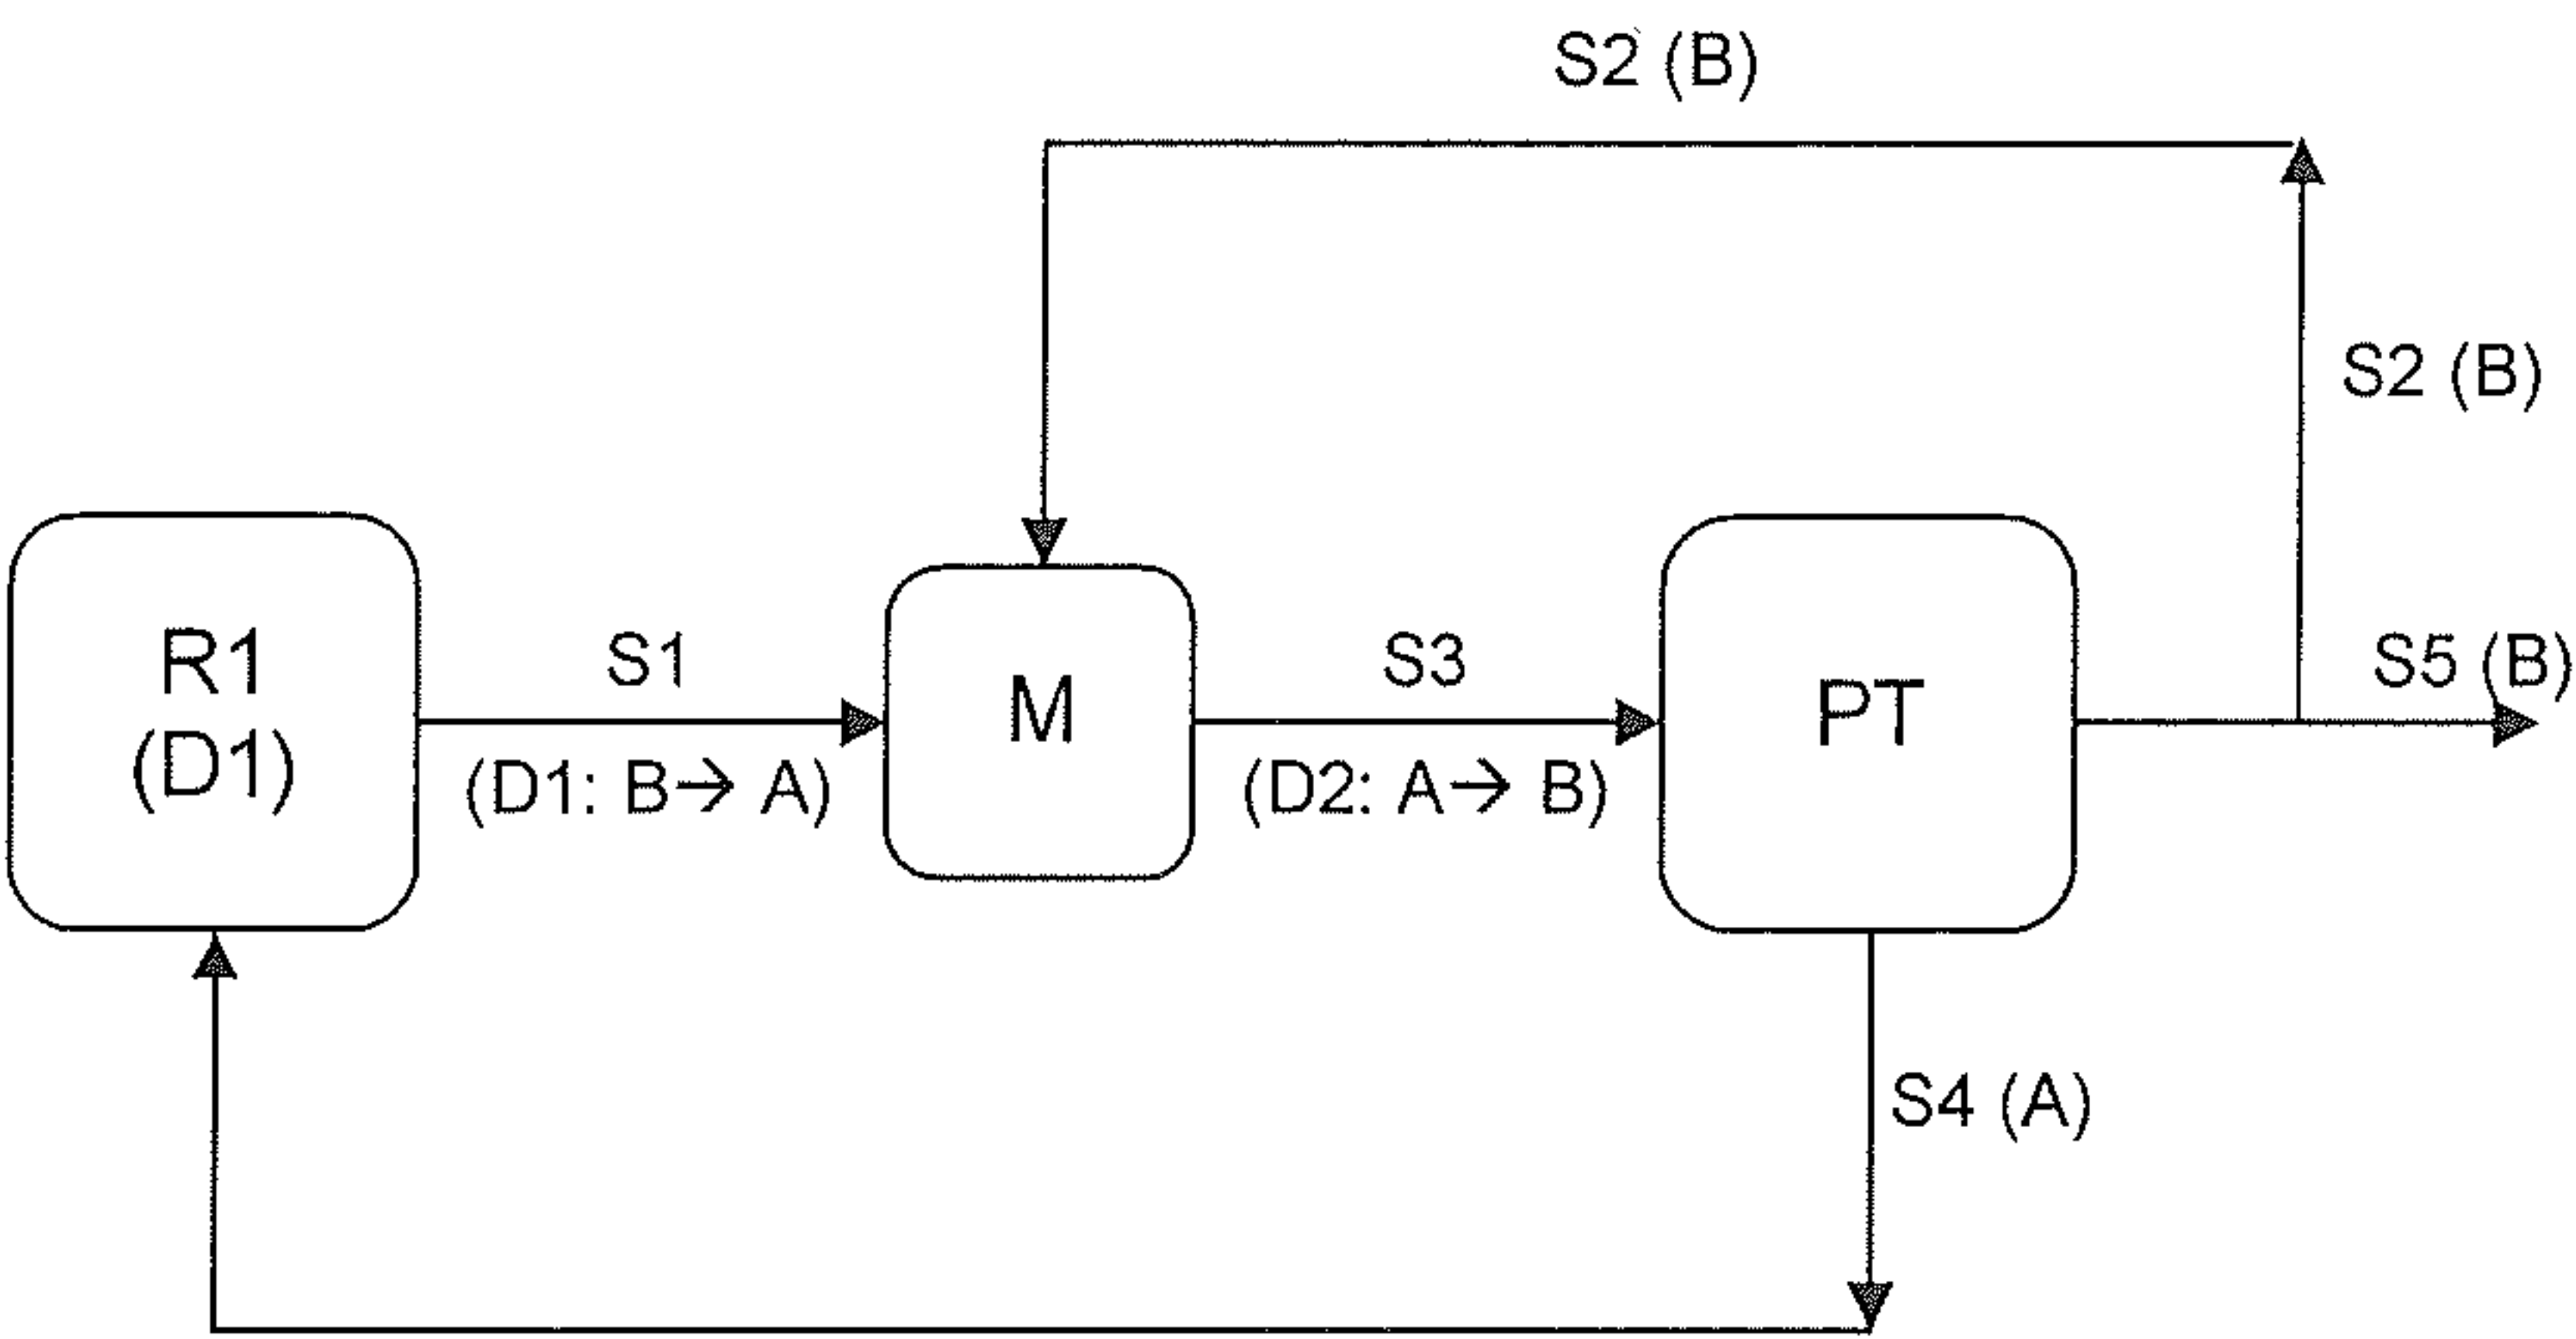 S2 (B)
S2 (B)
R1
(D1)
S1
(D1: B→ A)
M
S3
(D2: A→ B)
PT
S5 (B)
S4 (A)